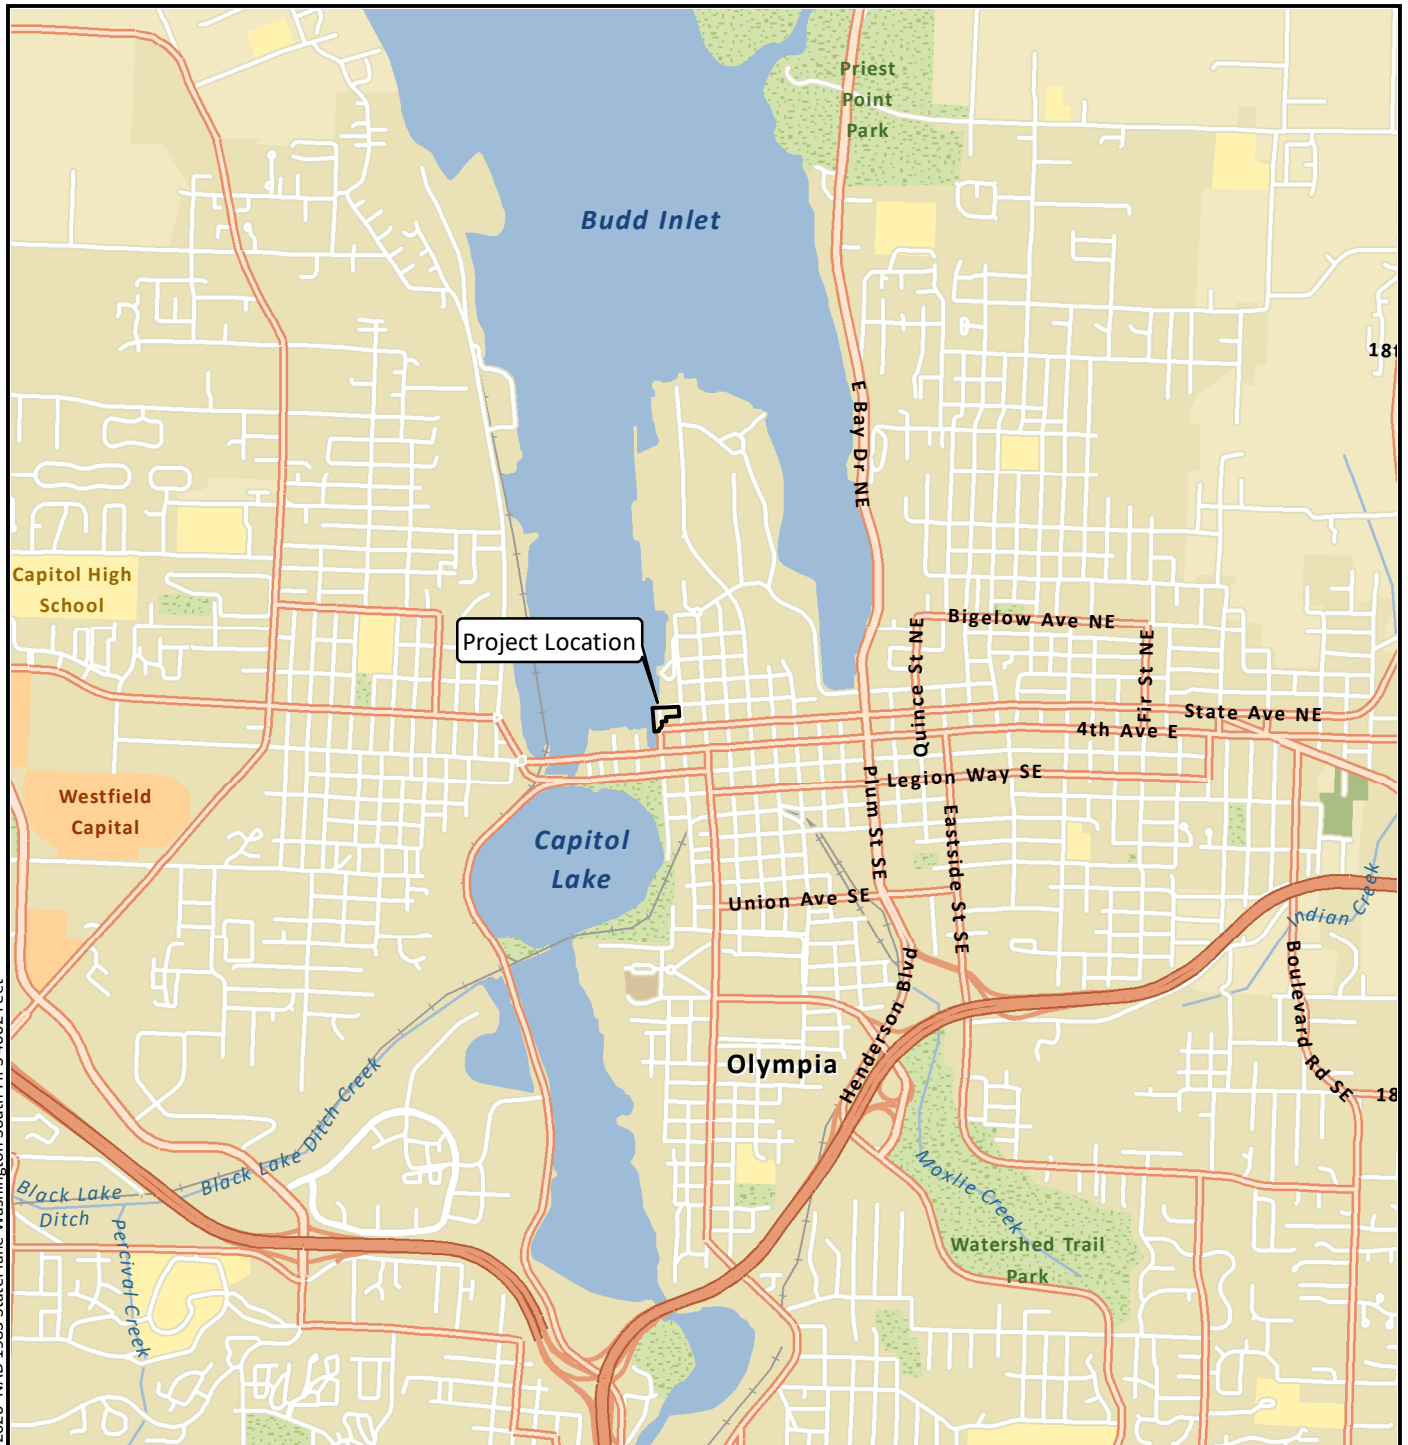 Priest
Point
Park
Budd Inlet
18t
E Bay Dr NE
Capitol High
School
Bigelow Ave NE
Project Location
Quince St NE
Fir St NE
State Ave NE
4th Ave E
Legion Way SE
Westfield
Capital
Plum St SE
Eastside St SE
Capitol
Lake
Union Ave SE
Indian Creek
Boulevard Rd SE
Henderson Blvd
Olympia
18
Black Lake Ditch Creek
Moxlie Creek
Black Lake
Ditch
Percival Creek
Watershed Trail
Park